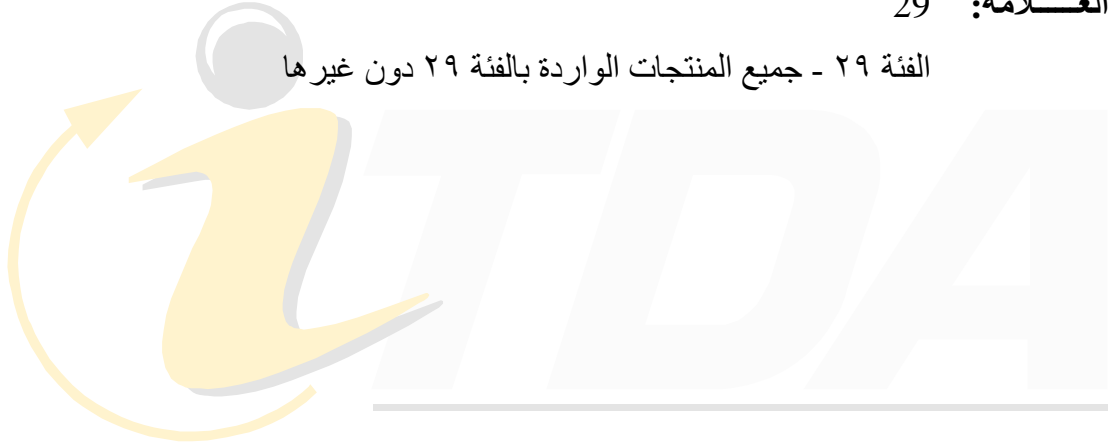 العـــــلامة: 29
الفئة ٢٩ - جميع المنتجات الواردة بالفئة ٢٩ دون غيرها
iTDA